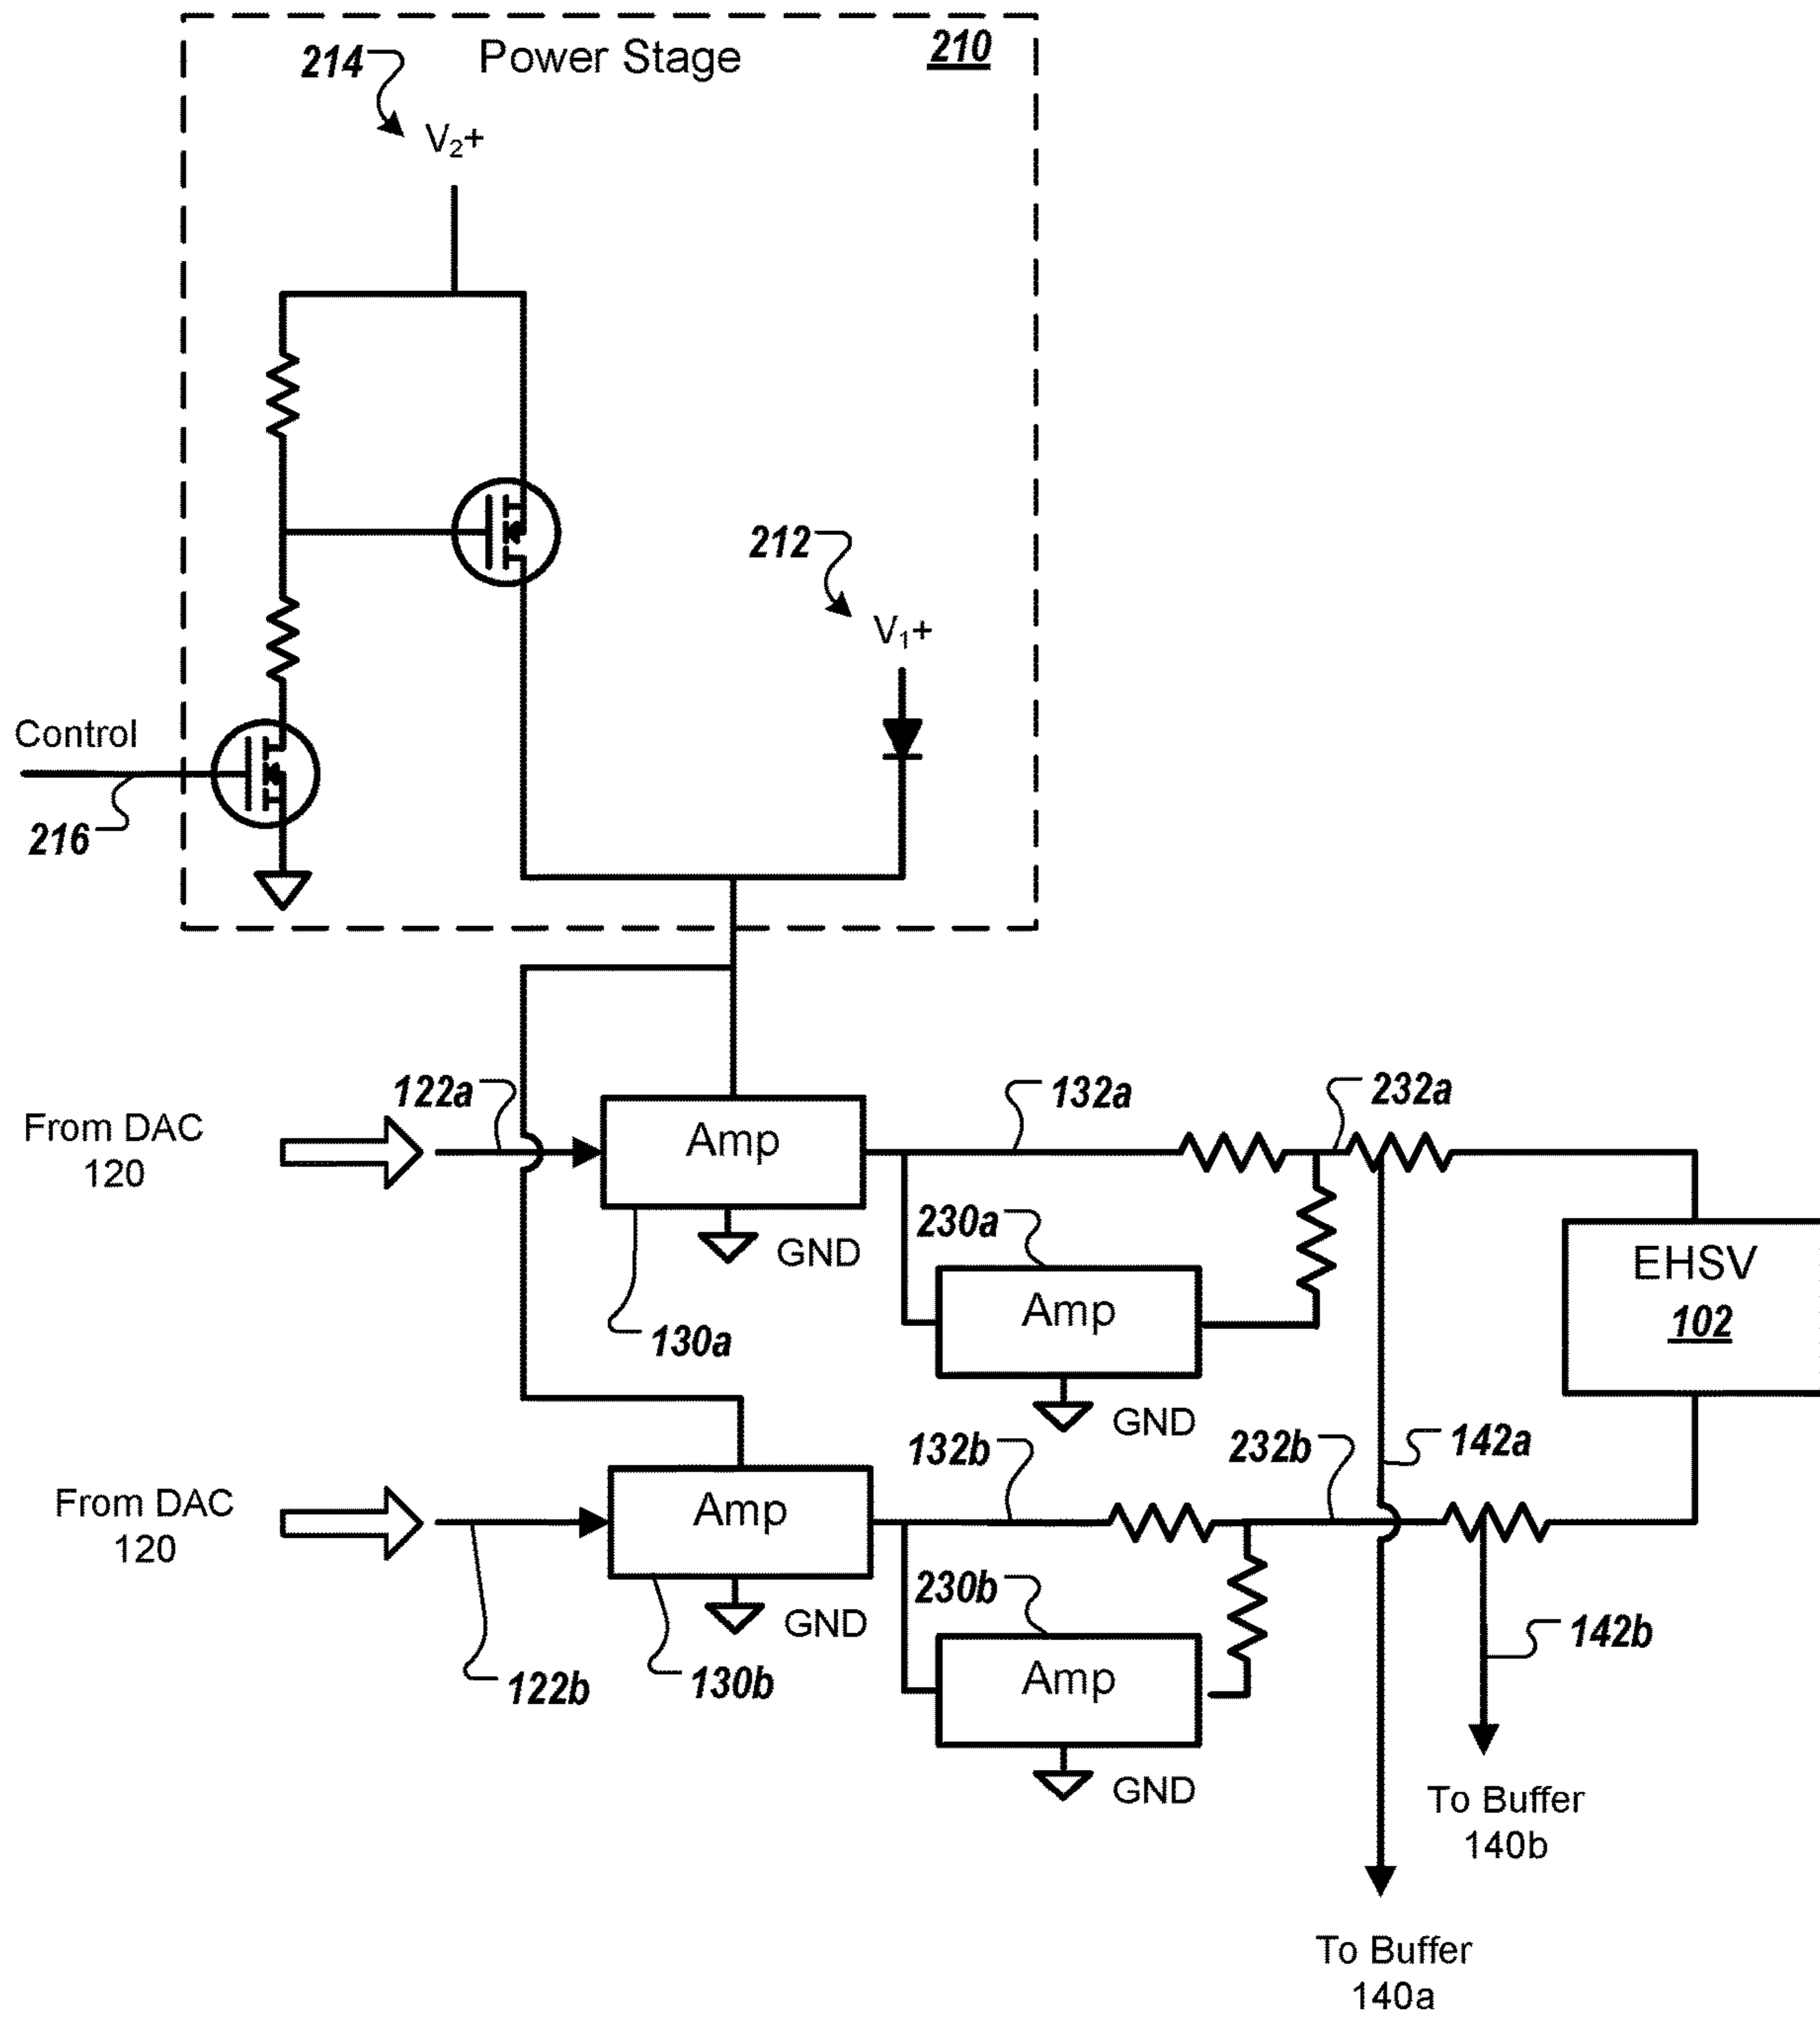 214
Power Stage
210
V₂+
212
V₁+
Control
216
From DAC
120
122a
Amp
132a
232a
GND
230a
Amp
130a
GND
EHSV
102
From DAC
120
Amp
132b
232b
142a
GND
230b
Amp
122b
130b
GND
142b
To Buffer
140b
To Buffer
140a